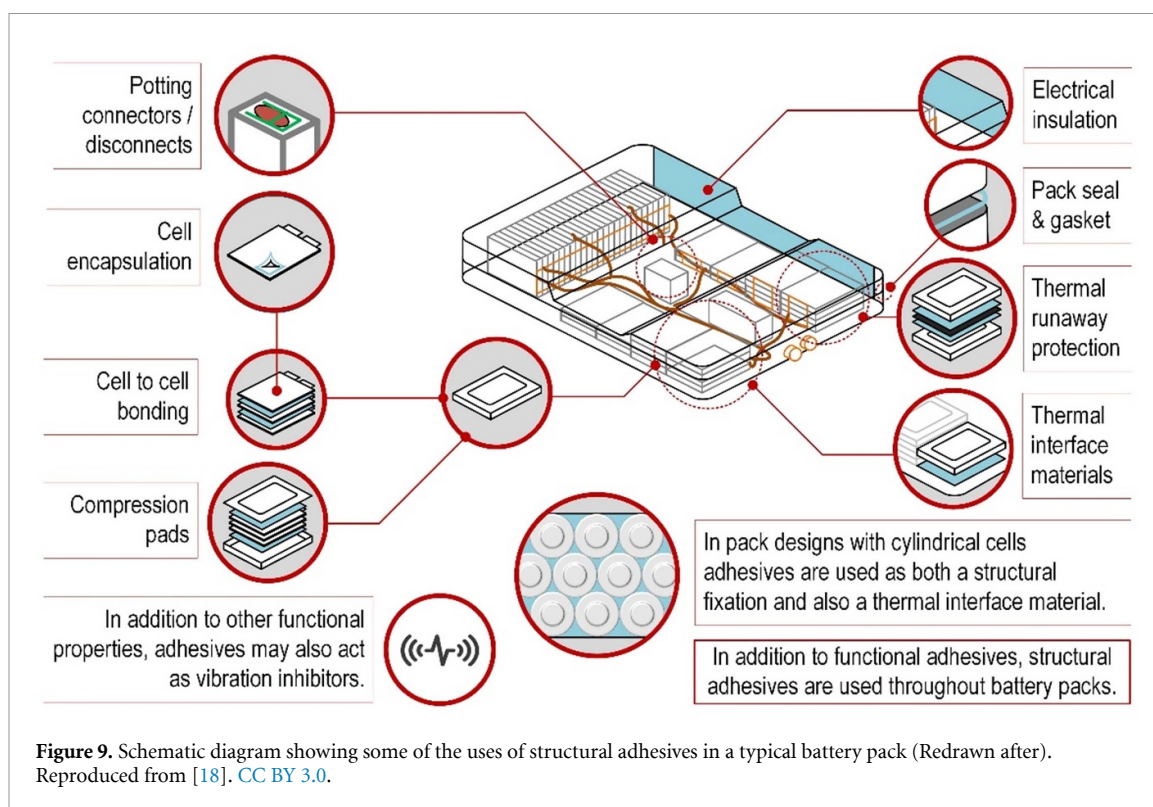 Potting
connectors /
disconnects
Cell
encapsulation
Cell to cell
bonding
Compression
pads
In addition to other functional
properties, adhesives may also act
as vibration inhibitors.
Electrical
insulation
Pack seal
& gasket
Thermal
runaway
protection
Thermal
interface
materials
In pack designs with cylindrical cells
adhesives are used as both a structural
fixation and also a thermal interface material.
In addition to functional adhesives, structural
adhesives are used throughout battery packs.
Figure 9. Schematic diagram showing some of the uses of structural adhesives in a typical battery pack (Redrawn after).
Reproduced from [18]. CC BY 3.0.